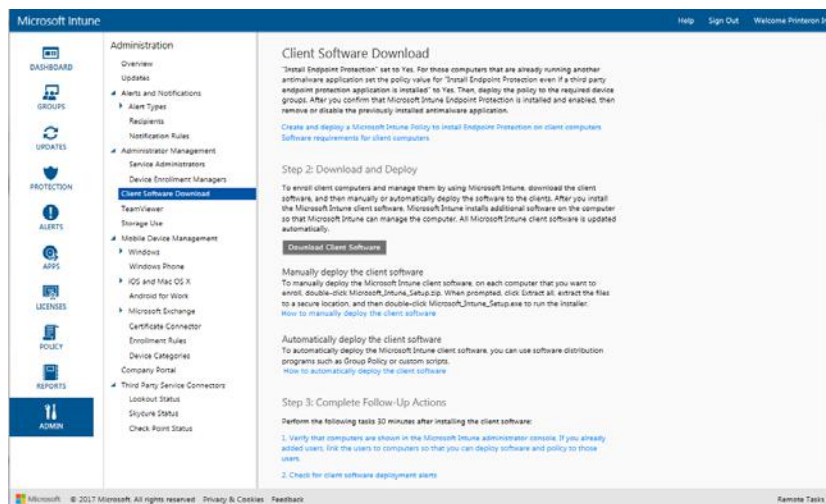 Microsoft Intune
Help Sign Out Welcome Printeron
DASHBOARD
GROUPS
UPDATES
PROTECTION
ALERTS
APPS
LICENSES
POLICY
REPORTS
ADMIN
Administration
Overview
Updates
Alerts and Notifications
Alert Types
Recipients
Notification Rules
Administrator Management
Service Administrators
Device Enrollment Managers
Client Software Download
TeamViewer
Storage Use
Mobile Device Management
Windows
Windows Phone
iOS and Mac OS X
Android for Work
Microsoft Exchange
Certificate Connector
Enrollment Rules
Device Categories
Company Portal
Third Party Service Connectors
Lookout Status
Skycure Status
Check Point Status
Client Software Download
"Install Endpoint Protection" set to Yes. For those computers that are already running another
antimalware application set the policy value for "Install Endpoint Protection even if a third party
endpoint protection application is installed" to Yes. Then, deploy the policy to the required device
groups. After you confirm that Microsoft Intune Endpoint Protection is installed and enabled, then
remove or disable the previously installed antimalware application.
Create and deploy a Microsoft Intune Policy to install Endpoint Protection on client computers
Software requirements for client computers
Step 2: Download and Deploy
To enroll client computers and manage them by using Microsoft Intune, download the client
software, and then manually or automatically deploy the software to the clients. After you install
the Microsoft Intune client software, Microsoft Intune installs additional software on the computer
so that Microsoft Intune can manage the computer. All Microsoft Intune client software is updated
automatically.
Download Client Software
Manually deploy the client software
To manually deploy the Microsoft Intune client software, on each computer that you want to
enroll, double-click Microsoft_Intune_Setup.zip. When prompted, click Extract all, extract the files
to a secure location, and then double-click Microsoft_Intune_Setup.exe to run the installer.
How to manually deploy the client software
Automatically deploy the client software
To automatically deploy the Microsoft Intune client software, you can use software distribution
programs such as Group Policy or custom scripts.
How to automatically deploy the client software
Step 3: Complete Follow-Up Actions
Perform the following tasks 30 minutes after installing the client software:
1. Verify that computers are shown in the Microsoft Intune administrator console. If you already
added users, link the users to computers so that you can deploy software and policy to those
users.
2. Check for client software deployment alerts
Microsoft © 2017 Microsoft. All rights reserved Privacy & Cookies Feedback
Remote Tasks